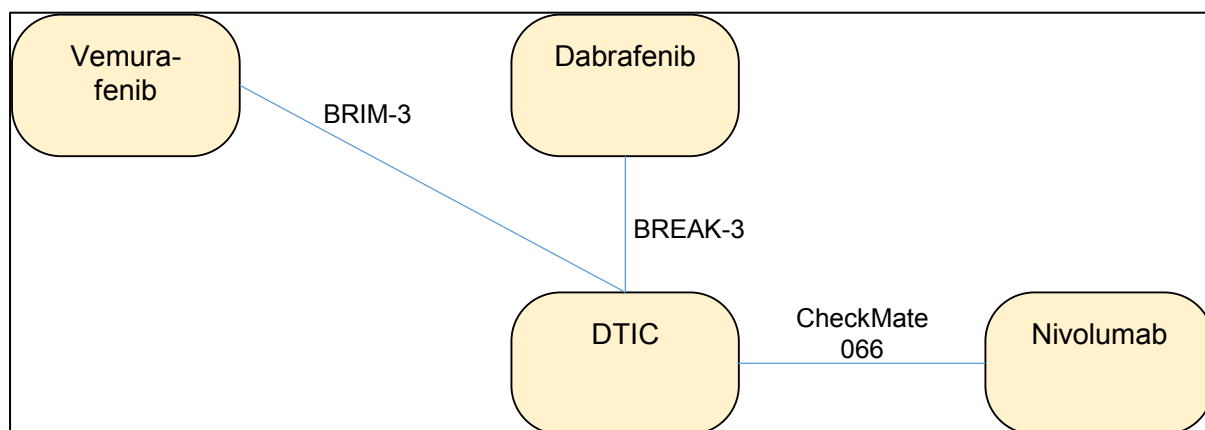 Vemura-
fenib
Dabrafenib
BRIM-3
BREAK-3
DTIC
CheckMate
066
Nivolumab